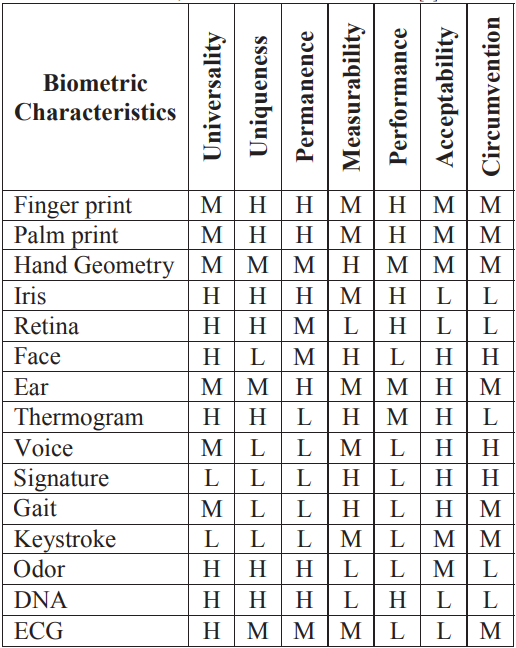 Biometric Characteristics Universality Uniqueness Permanence Measurability Performance Acceptability Circumvention
Finger print M H H M H M M
Palm print M H H M H M M
Hand Geometry M M M H M M M
Iris H H H M H L L
Retina H H M L H L L
Face H L M H L H H
Ear M M H M M H M
Thermogram H H L H M H L
Voice M L L M L H H
Signature L L L H L H H
Gait M L L H L H M
Keystroke L L L M L M M
Odor H H H L L M L
DNA H H H L H L L
ECG H M M M L L M